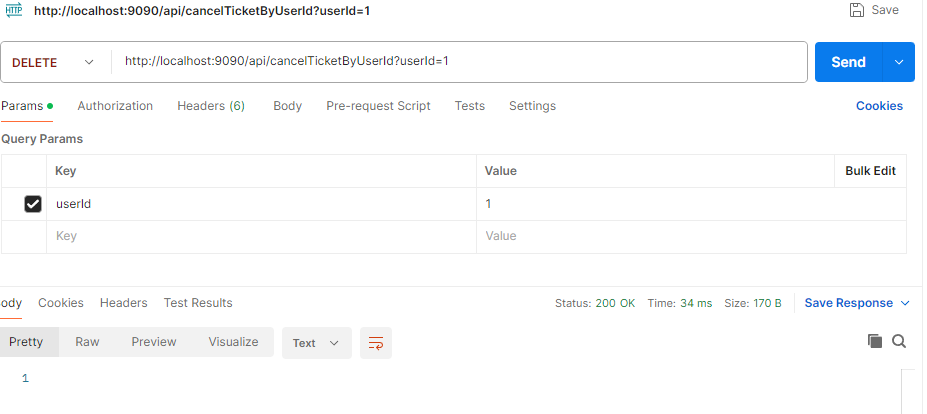 HTTP http://localhost:9090/api/cancelTicketByUserId?userId=1 Save
DELETE http://localhost:9090/api/cancelTicketByUserId?userId=1 Send
Params Authorization Headers (6) Body Pre-request Script Tests Settings Cookies
Query Params
Key Value Bulk Edit
userId 1
Key Value
ody Cookies Headers Test Results Status: 200 OK Time: 34 ms Size: 170 B Save Response
Pretty Raw Preview Visualize Text
1